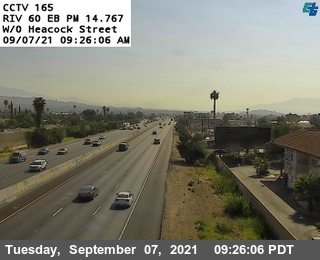 CCTV 165
RIV 60 EB PM 14.767
W/O Heacock Street
09/07/21 09:26:06 AM
Tuesday, September 07, 2021 09:26:06 PDT